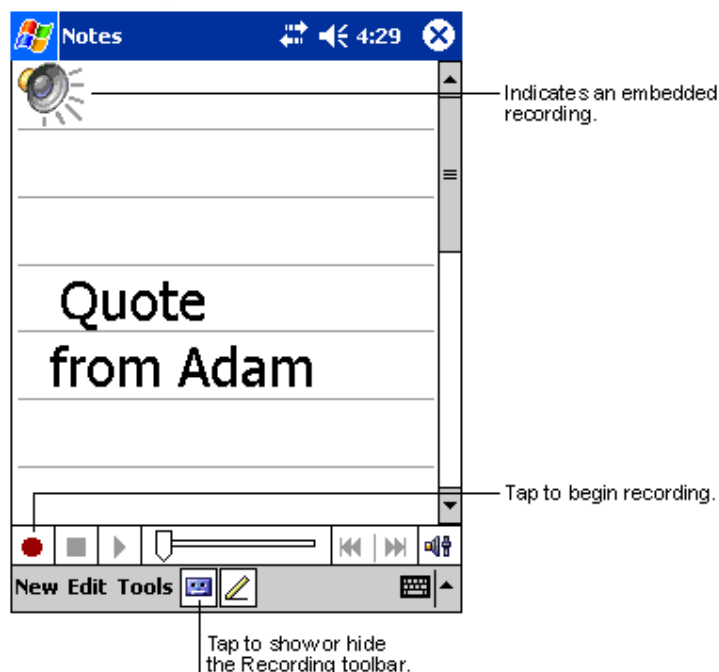 Notes 4:29
Indicates an embedded
recording.
Quote
from Adam
Tap to begin recording.
New Edit Tools
Tap to show or hide
the Recording toolbar.